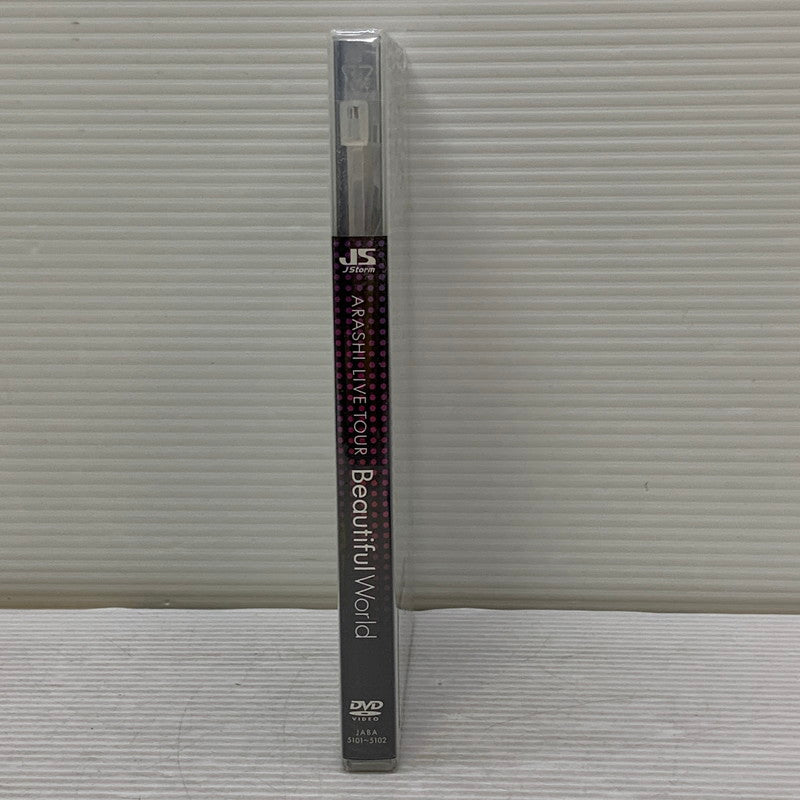 JS
J Storm
ARASHI LIVE TOUR Beautiful World
DVD
VIDEO
JABA
5101~5102